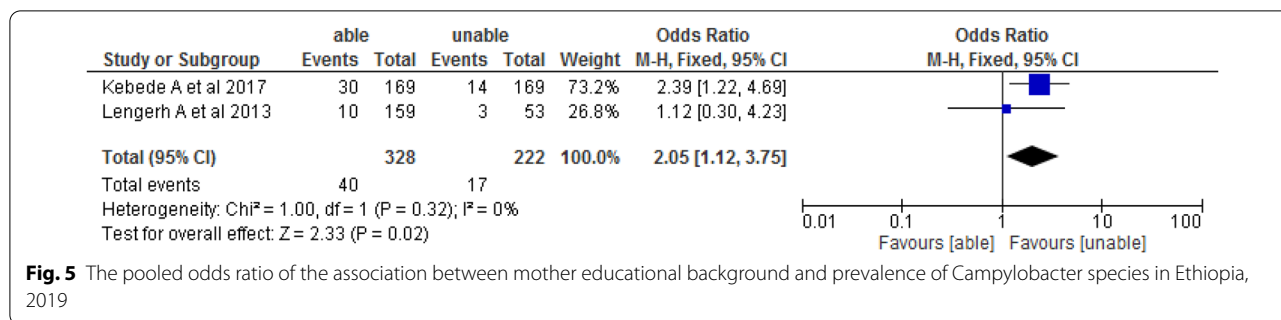 able unable Odds Ratio Odds Ratio
Study or Subgroup Events Total Events Total Weight M-H, Fixed, 95% CI M-H, Fixed, 95% CI
Kebede A et al 2017 30 169 14 169 73.2% 2.39 [1.22, 4.69]
Lengerh A et al 2013 10 159 3 53 26.8% 1.12 [0.30, 4.23]
Total (95% CI) 328 222 100.0% 2.05 [1.12, 3.75]
Total events 40 17
Heterogeneity: Chi² = 1.00, df = 1 (P = 0.32); I² = 0%
Test for overall effect: Z = 2.33 (P = 0.02)
0.01 0.1 1 10 100
Favours [able] Favours [unable]
Fig. 5 The pooled odds ratio of the association between mother educational background and prevalence of Campylobacter species in Ethiopia,
2019